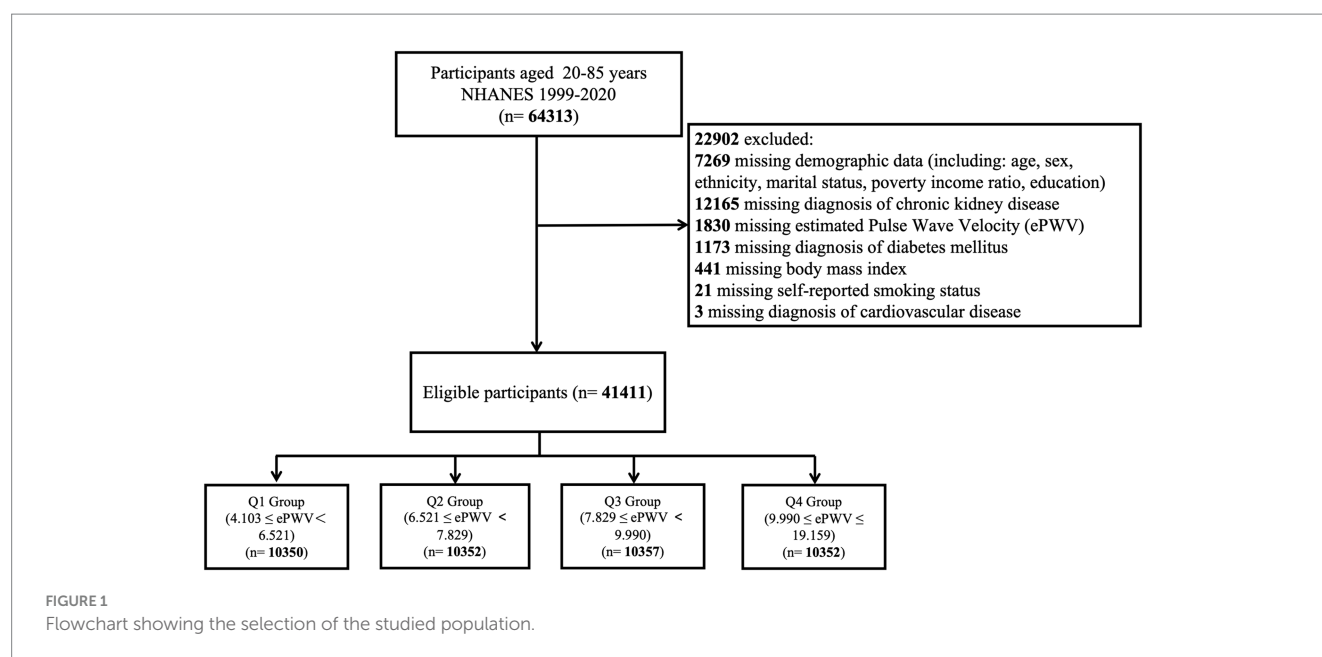 Participants aged 20-85 years
NHANES 1999-2020
(n= 64313)
22902 excluded:
7269 missing demographic data (including: age, sex,
ethnicity, marital status, poverty income ratio, education)
12165 missing diagnosis of chronic kidney disease
1830 missing estimated Pulse Wave Velocity (ePWV)
1173 missing diagnosis of diabetes mellitus
441 missing body mass index
21 missing self-reported smoking status
3 missing diagnosis of cardiovascular disease
Eligible participants (n= 41411)
Q1 Group
(4.103 ≤ ePWV<
6.521)
(n= 10350)
Q2 Group
(6.521 ≤ ePWV <
7.829)
(n= 10352)
Q3 Group
(7.829 ≤ ePWV <
9.990)
(n= 10357)
Q4 Group
(9.990 ≤ ePWV ≤
19.159)
(n= 10352)
FIGURE 1
Flowchart showing the selection of the studied population.